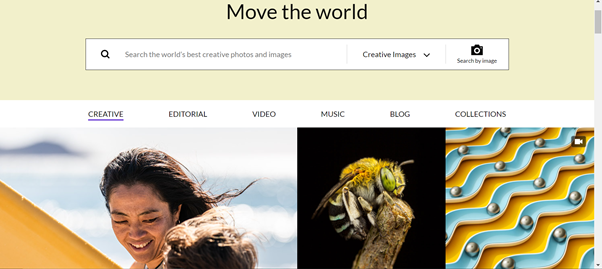 Move the world
Search the world's best creative photos and images
Creative Images
Search by image
CREATIVE EDITORIAL VIDEO MUSIC BLOG COLLECTIONS